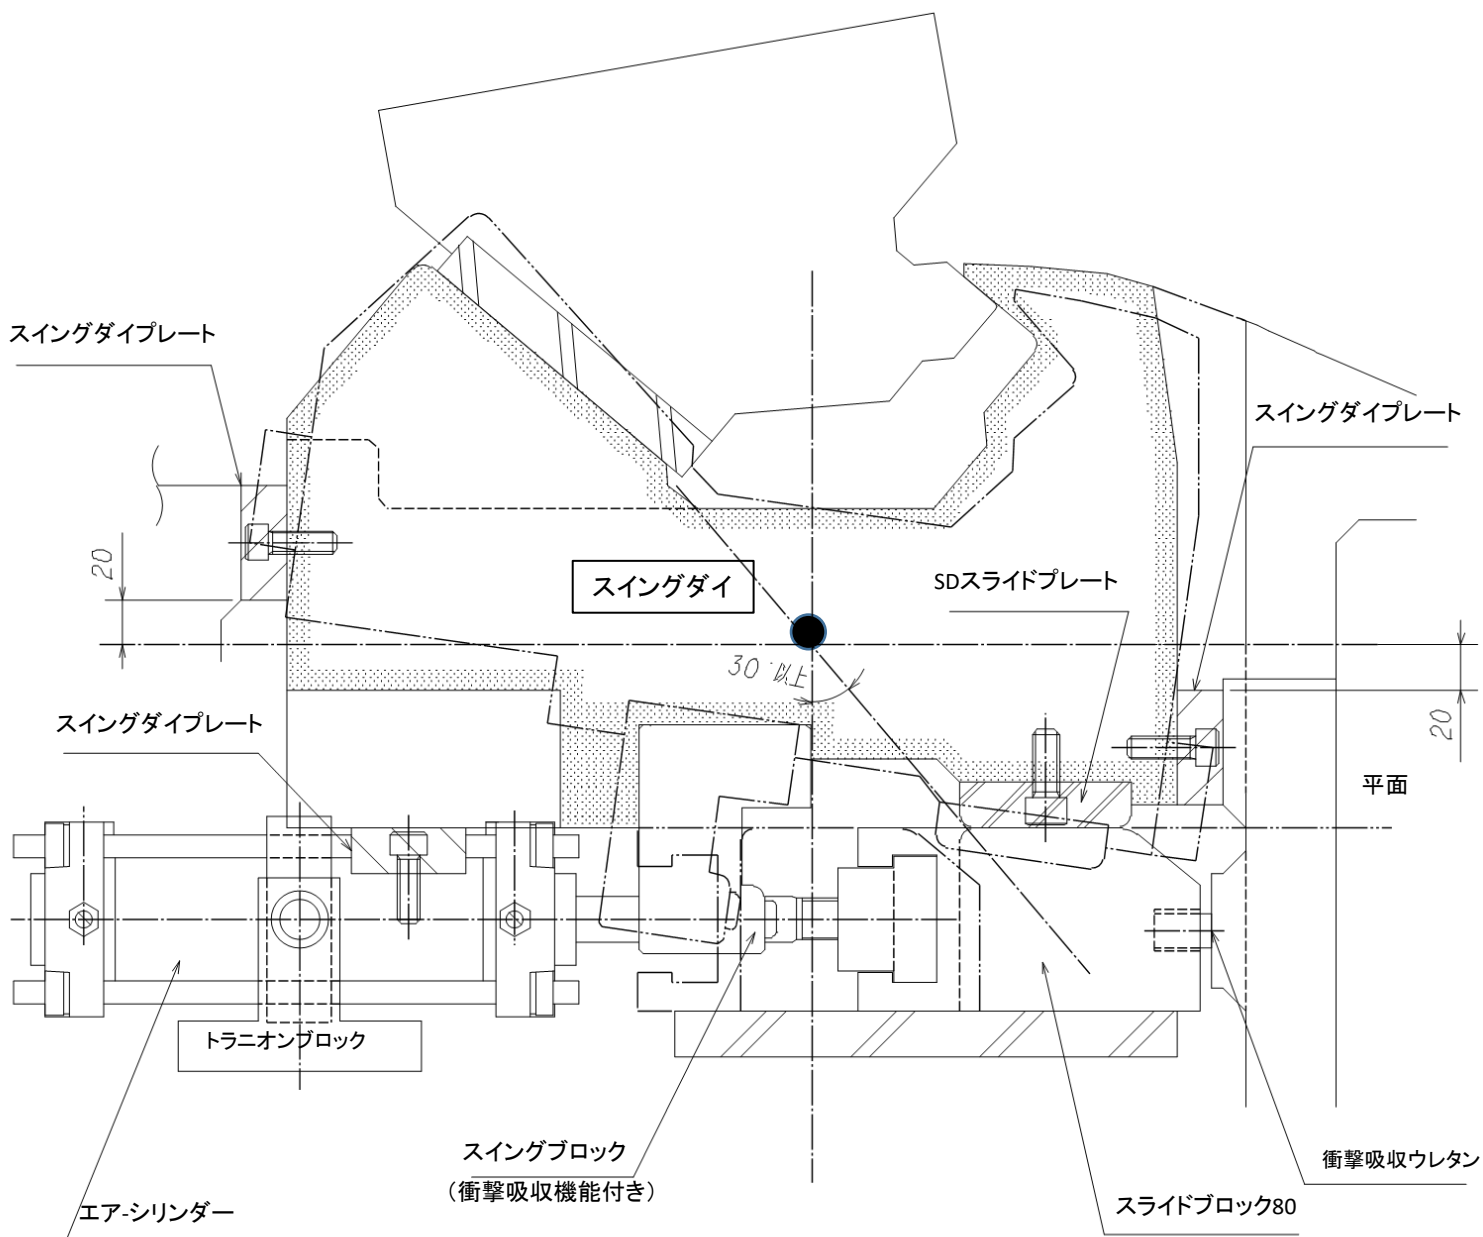 スイングダイプレート
スイングダイプレート
20
スイングダイ
SDスライドプレート
30°以上
スイングダイプレート
20
平面
トラニオンブロック
スイングブロック
(衝撃吸収機能付き)
衝撃吸収ウレタン
エア-シリンダー
スライドブロック80